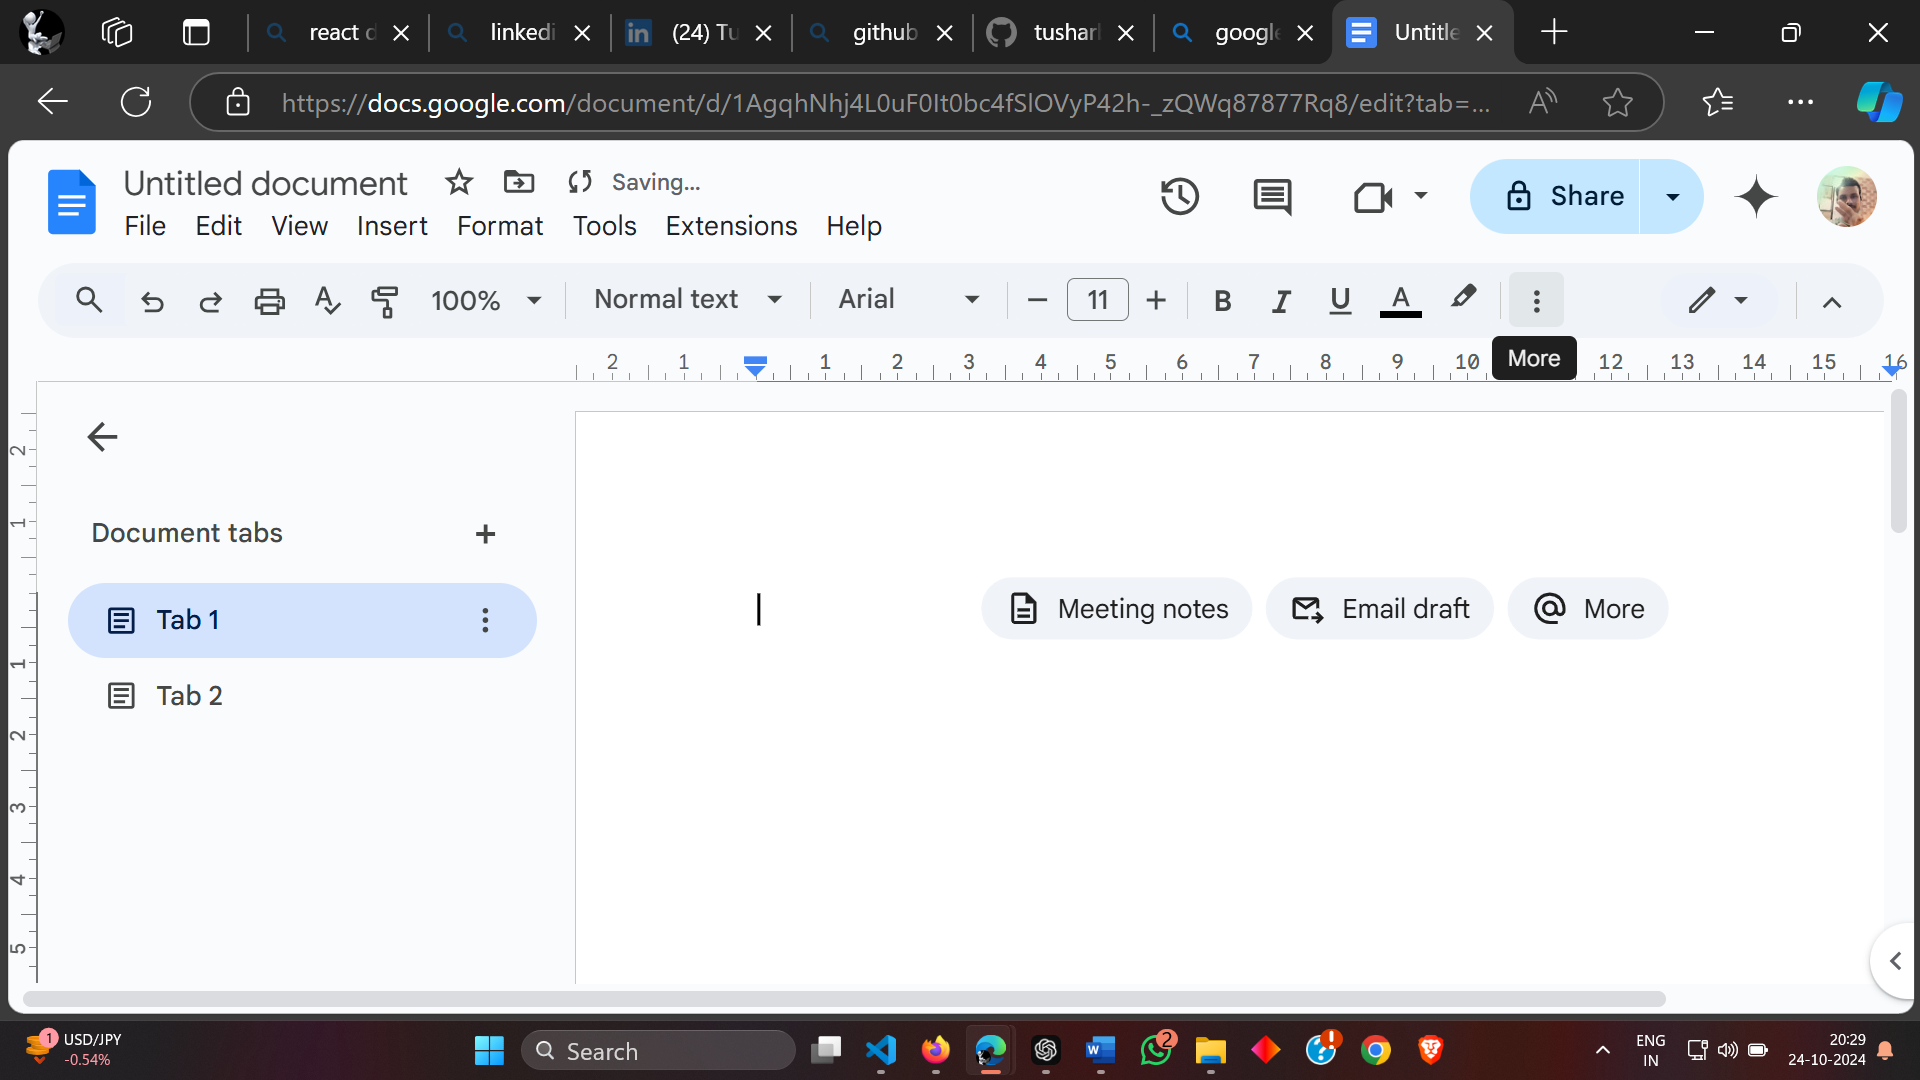 react d
linkedi
(24) Tu
github
tusharl
google
Untitle
https://docs.google.com/document/d/1AgqhNhj4L0uF0It0bc4fSlOVyP42h-_zQWq87877Rq8/edit?tab=...
Untitled document
Saving...
File Edit View Insert Format Tools Extensions Help
Share
100% Normal text Arial 11 B I U A
More
2 1 1 2 3 4 5 6 7 8 9 10 12 13 14 15 16
2
1
1
2
3
4
5
Document tabs
Tab 1
Tab 2
Meeting notes Email draft More
1 USD/JPY
-0.54%
Search
2
ENG
IN
20:29
24-10-2024